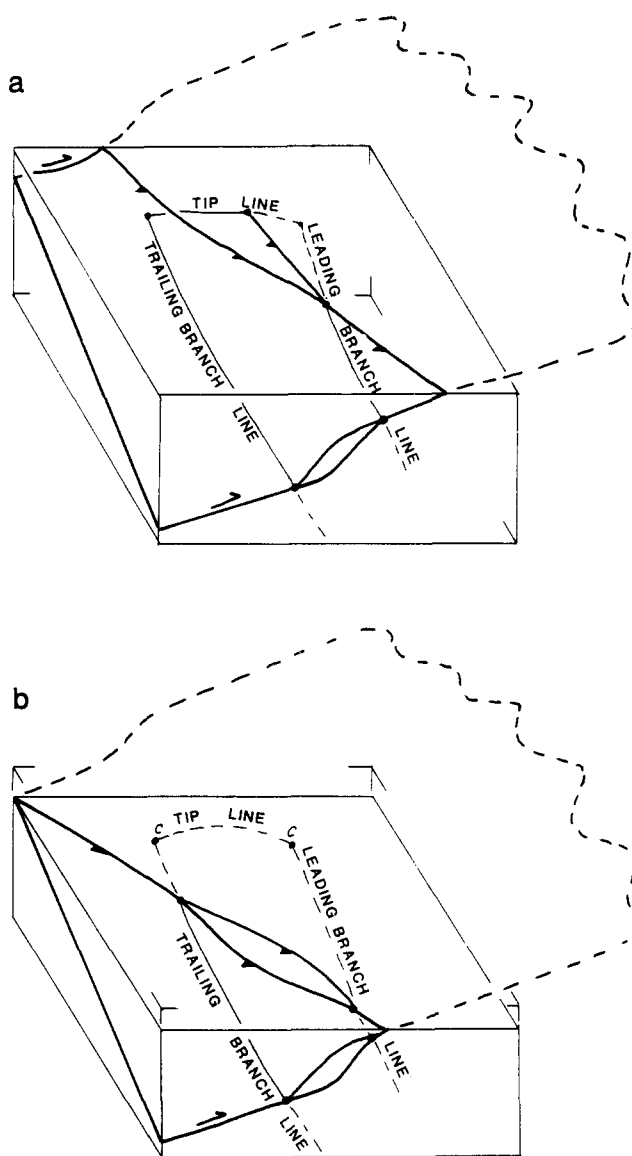 a
TIP LINE
LEADING BRANCH LINE
TRAILING BRANCH LINE
b
C TIP LINE C
LEADING BRANCH LINE
TRAILING BRANCH LINE